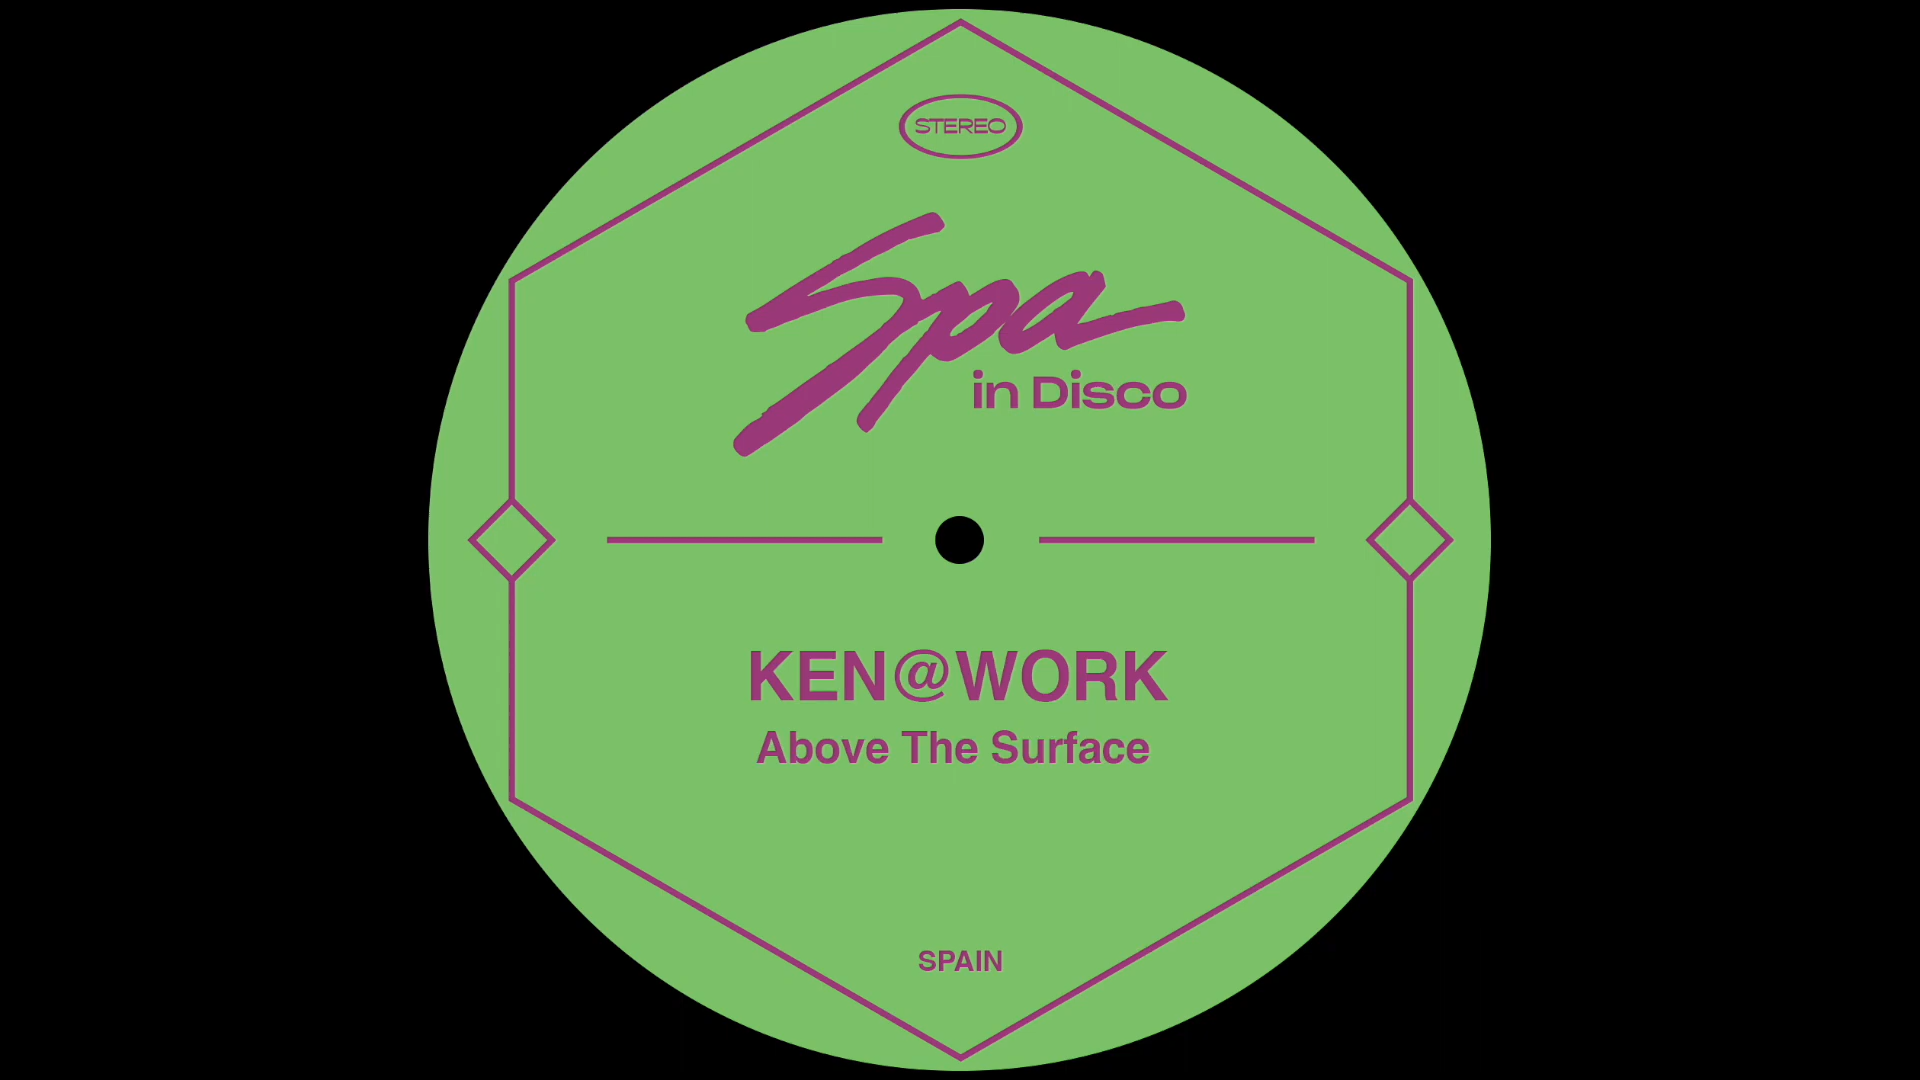 STEREO
Spa
in Disco
KEN@WORK
Above The Surface
SPAIN